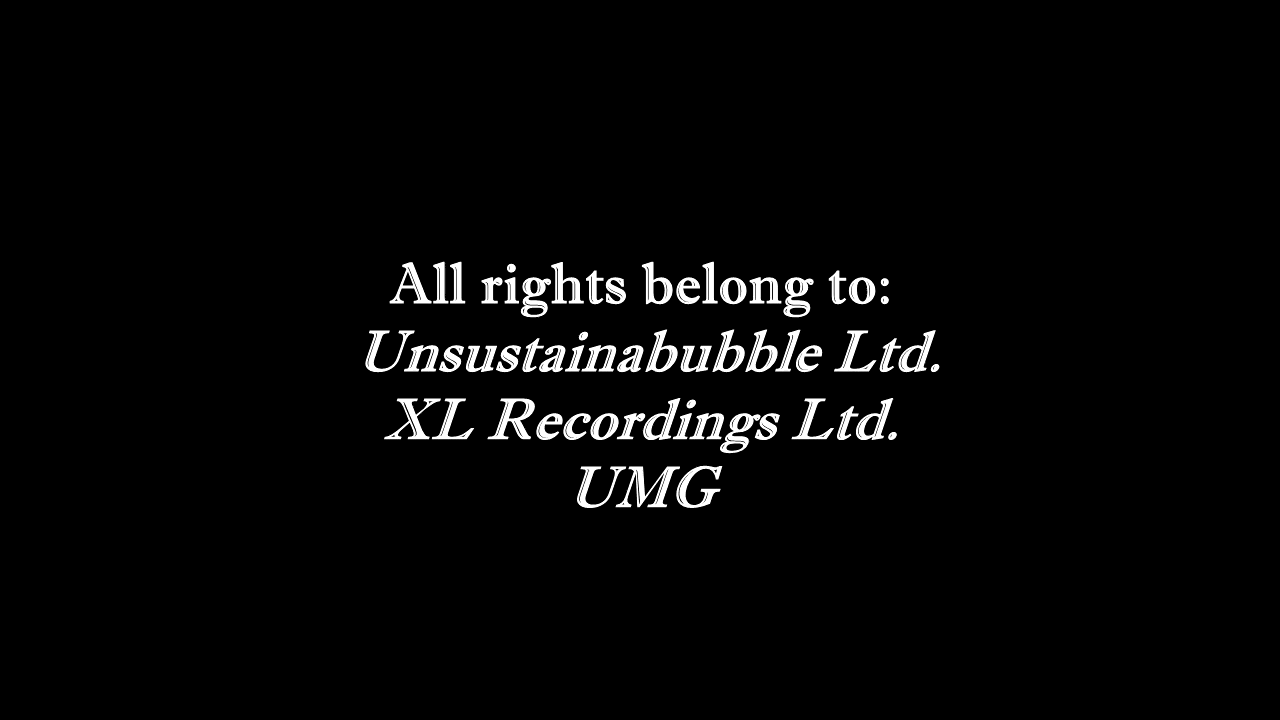 All rights belong to:
Unsustainabubble Ltd.
XL Recordings Ltd.
UMG